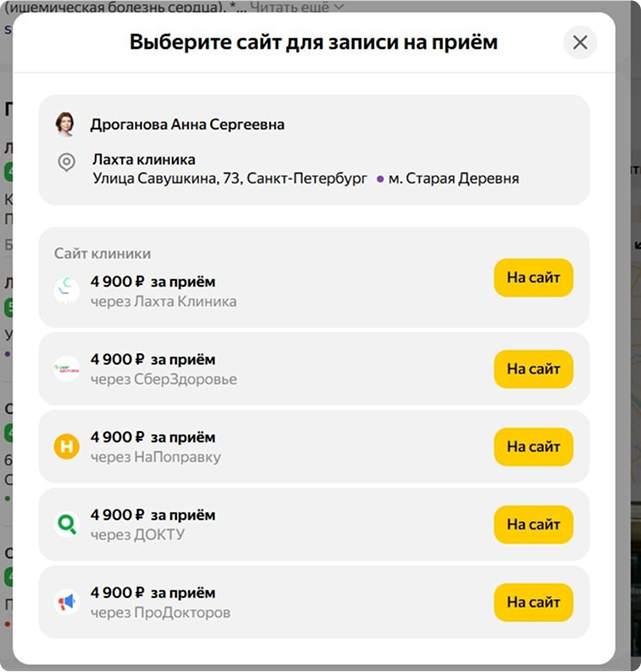 (ишемическая болезнь сердца). *... Читать ещё
Выберите сайт для записи на приём
Дроганова Анна Сергеевна
Лахта клиника
Улица Савушкина, 73, Санкт-Петербург • м. Старая Деревня
Сайт клиники
4 900 ₽ за приём
через Лахта Клиника
На сайт
4 900 ₽ за приём
через СберЗдоровье
На сайт
Н
4 900 ₽ за приём
через НаПоправку
На сайт
4 900 ₽ за приём
через ДОКТУ
На сайт
4 900 ₽ за приём
через ПроДокторов
На сайт